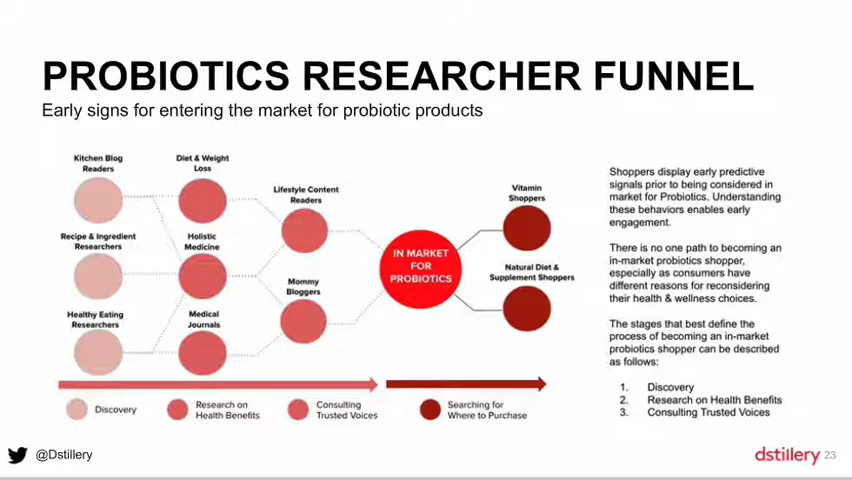 PROBIOTICS RESEARCHER FUNNEL
Early signs for entering the market for probiotic products
Kitchen Blog
Readers
Diet & Weight
Loss
Lifestyle Content
Readers
Vitamin
Shoppers
Recipe & Ingredient
Researchers
Holistic
Medicine
IN MARKET
FOR
PROBIOTICS
Natural Diet &
Supplement Shoppers
Mommy
Bloggers
Healthy Eating
Researchers
Medical
Journals
Discovery
Research on
Health Benefits
Consulting
Trusted Voices
Searching for
Where to Purchase
Shoppers display early predictive
signals prior to being considered in
market for Probiotics. Understanding
these behaviors enables early
engagement.
There is no one path to becoming an
in-market probiotics shopper,
especially as consumers have
different reasons for reconsidering
their health & wellness choices.
The stages that best define the
process of becoming an in-market
probiotics shopper can be described
as follows:
1. Discovery
2. Research on Health Benefits
3. Consulting Trusted Voices
@Dstillery
dstillery 23